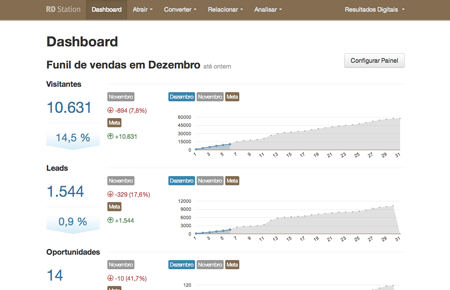 RD Station Dashboard Atrair Converter Relacionar Analisar Resultados Digitais
Dashboard
Funil de vendas em Dezembro até ontem
Configurar Painel
Visitantes
10.631
Novembro
-894 (7,8%)
Meta
+10.631
14,5 %
Dezembro Novembro Meta
60000
45000
30000
15000
0
1 3 5 7 9 11 13 15 17 19 21 23 25 27 29 31
Leads
1.544
Novembro
-329 (17,6%)
Meta
+1.544
0,9 %
Dezembro Novembro Meta
12000
9000
6000
3000
0
1 3 5 7 9 11 13 15 17 19 21 23 25 27 29 31
Oportunidades
14
Novembro
-10 (41,7%)
Meta
Dezembro Novembro Meta
120